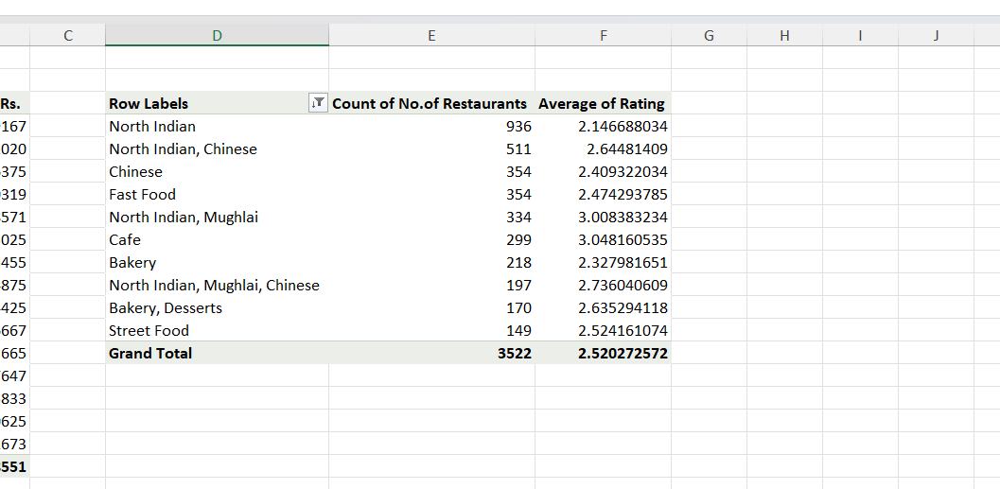 C D E F G H I J
Rs. Row Labels Count of No.of Restaurants Average of Rating
167 North Indian 936 2.146688034
020 North Indian, Chinese 511 2.64481409
375 Chinese 354 2.409322034
319 Fast Food 354 2.474293785
571 North Indian, Mughlai 334 3.008383234
025 Cafe 299 3.048160535
455 Bakery 218 2.327981651
875 North Indian, Mughlai, Chinese 197 2.736040609
425 Bakery, Desserts 170 2.635294118
667 Street Food 149 2.524161074
665 Grand Total 3522 2.520272572
647
833
625
673
551